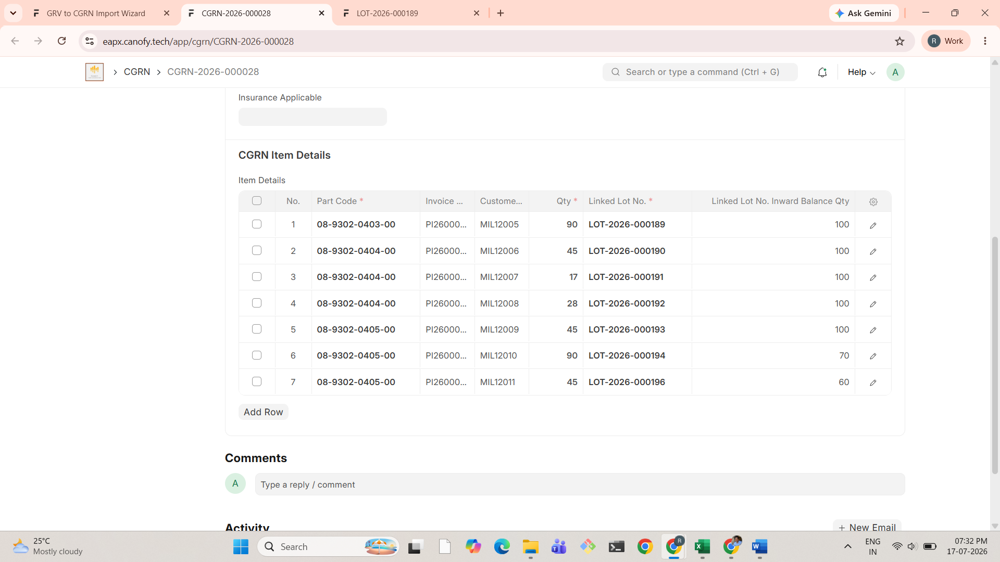 GRV to CGRN Import Wizard
CGRN-2026-000028
LOT-2026-000189
Ask Gemini
eapx.canofy.tech/app/cgrn/CGRN-2026-000028
R Work
CGRN
CGRN-2026-000028
Search or type a command (Ctrl + G)
Help
A
Insurance Applicable
CGRN Item Details
Item Details
No. Part Code * Invoice ... Custome... Qty * Linked Lot No. * Linked Lot No. Inward Balance Qty
1 08-9302-0403-00 PI26000... MIL12005 90 LOT-2026-000189 100
2 08-9302-0404-00 PI26000... MIL12006 45 LOT-2026-000190 100
3 08-9302-0404-00 PI26000... MIL12007 17 LOT-2026-000191 100
4 08-9302-0404-00 PI26000... MIL12008 28 LOT-2026-000192 100
5 08-9302-0405-00 PI26000... MIL12009 45 LOT-2026-000193 100
6 08-9302-0405-00 PI26000... MIL12010 90 LOT-2026-000194 70
7 08-9302-0405-00 PI26000... MIL12011 45 LOT-2026-000196 60
Add Row
Comments
A
Type a reply / comment
Activity
+ New Email
25°C
Mostly cloudy
Search
R
ENG
IN
07:32 PM
17-07-2026